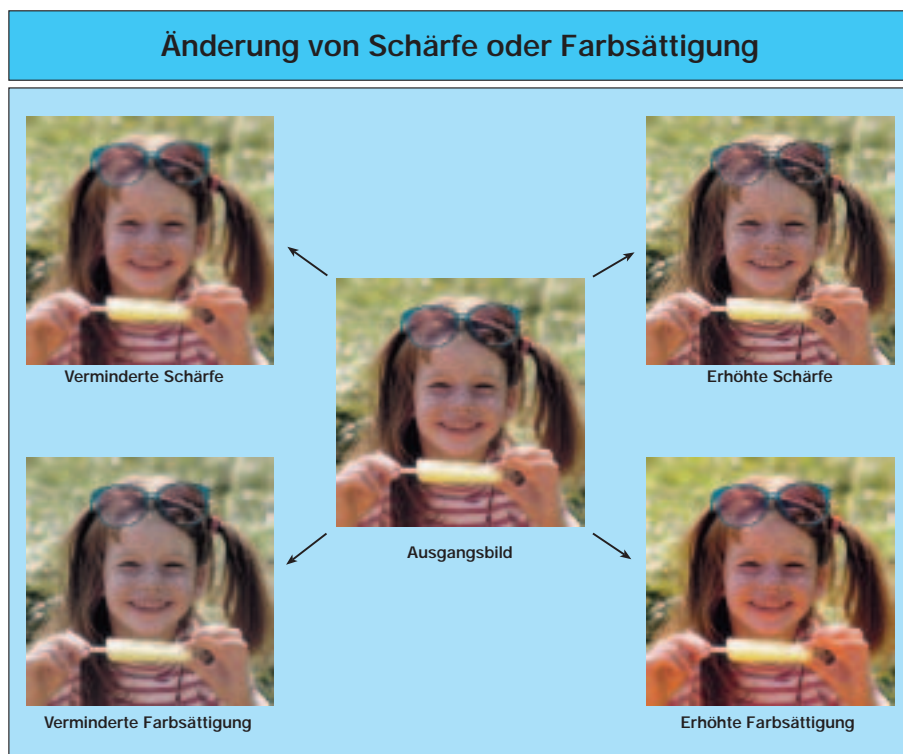 Änderung von Schärfe oder Farbsättigung
Verminderte Schärfe
Erhöhte Schärfe
Ausgangsbild
Verminderte Farbsättigung
Erhöhte Farbsättigung